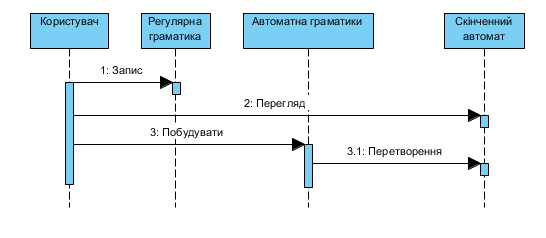 Користувач
Регулярна
граматика
Автоматна граматики
Скінченний
автомат
1: Запис
2: Перегляд
3: Побудувати
3.1: Перетворення